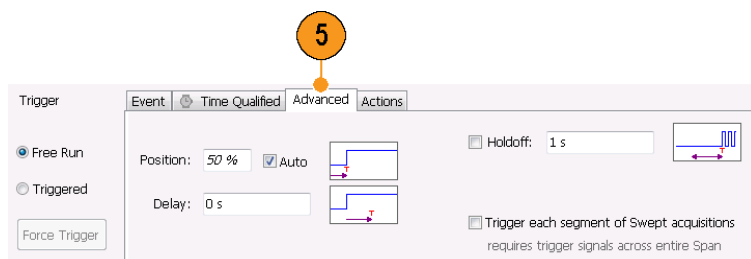 5
Trigger Event Time Qualified Advanced Actions
Free Run Position: 50 % Auto T Holdoff: 1 s T
Triggered Delay: 0 s T
Force Trigger Trigger each segment of Swept acquisitions
requires trigger signals across entire Span